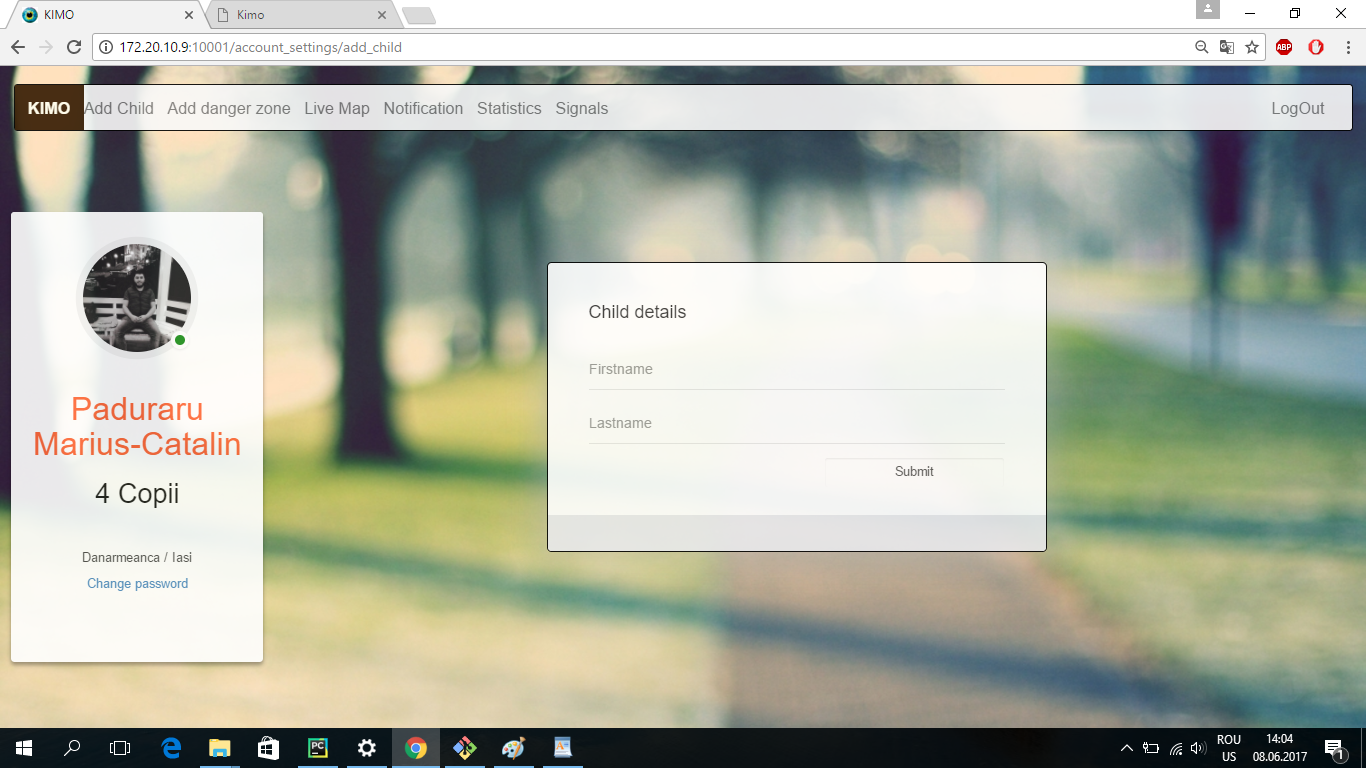 KIMO
Kimo
172.20.10.9:10001/account_settings/add_child
ABP
KIMO Add Child Add danger zone Live Map Notification Statistics Signals LogOut
Paduraru
Marius-Catalin
4 Copii
Danarmeanca / Iasi
Change password
Child details
Firstname
Lastname
Submit
PC
ROU
US
14:04
08.06.2017
1